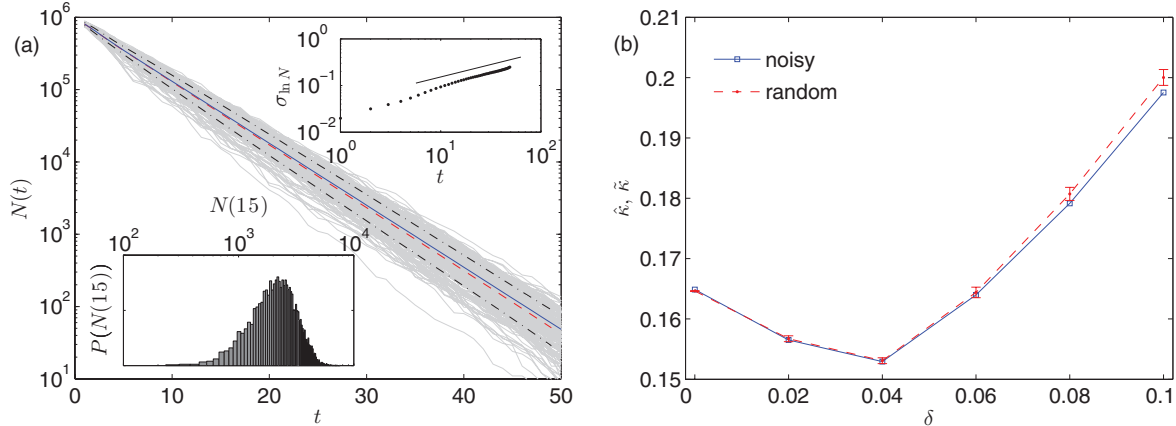 (a)
N(t)
10^6
10^5
10^4
10^3
10^2
10^1
0
10
20
30
40
50
t
σ_{ln N}
10^0
10^{-1}
10^{-2}
10^0
10^1
10^2
t
N(15)
10^2
10^3
10^4
P(N(15))
(b)
κ̂, κ̃
0.21
0.2
0.19
0.18
0.17
0.16
0.15
noisy
random
0
0.02
0.04
0.06
0.08
0.1
δ